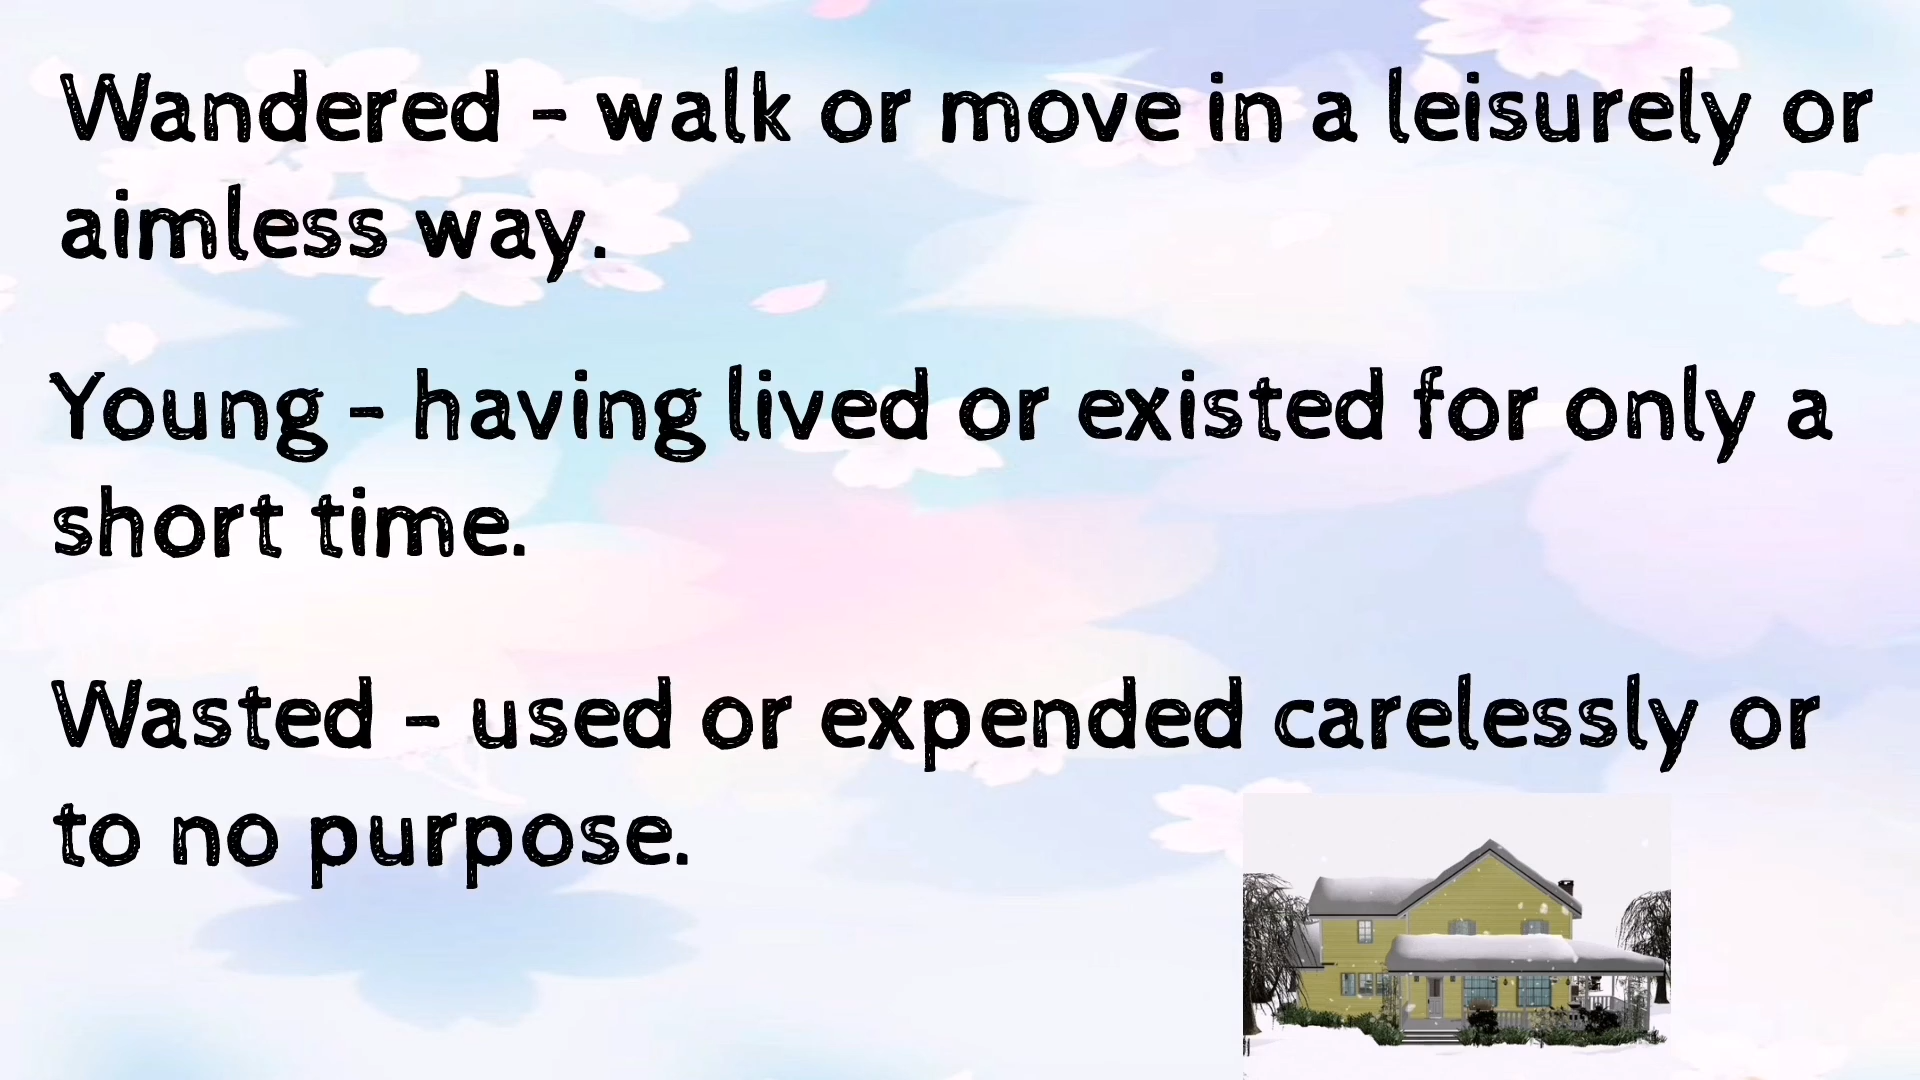 Wandered - walk or move in a leisurely or
aimless way.
Young - having lived or existed for only a
short time.
Wasted - used or expended carelessly or
to no purpose.